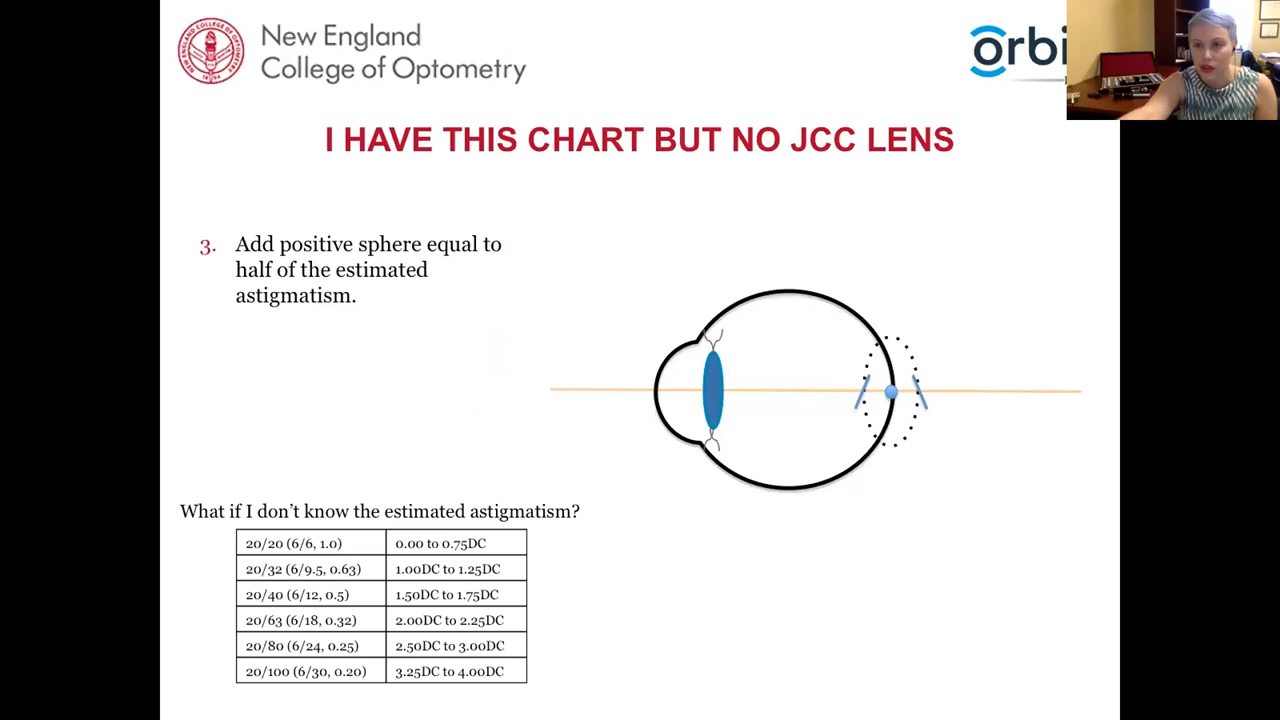 New England
College of Optometry
orbi
I HAVE THIS CHART BUT NO JCC LENS
3. Add positive sphere equal to
half of the estimated
astigmatism.
What if I don't know the estimated astigmatism?
20/20 (6/6, 1.0) 0.00 to 0.75DC
20/32 (6/9.5, 0.63) 1.00DC to 1.25DC
20/40 (6/12, 0.5) 1.50DC to 1.75DC
20/63 (6/18, 0.32) 2.00DC to 2.25DC
20/80 (6/24, 0.25) 2.50DC to 3.00DC
20/100 (6/30, 0.20) 3.25DC to 4.00DC